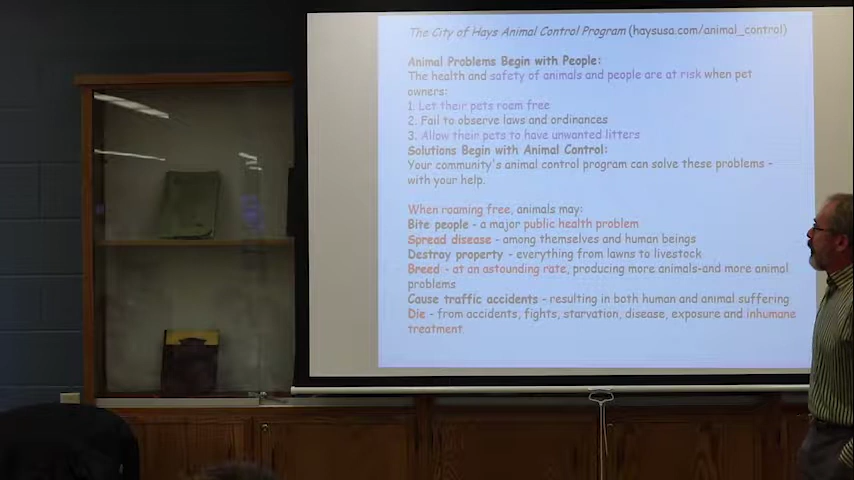 The City of Hays Animal Control Program (haysusa.com/animal_control)
Animal Problems Begin with People:
The health and safety of animals and people are at risk when pet
owners:
1. Let their pets roam free
2. Fail to observe laws and ordinances
3. Allow their pets to have unwanted litters
Solutions Begin with Animal Control:
Your community's animal control program can solve these problems -
with your help.
When roaming free, animals may:
Bite people - a major public health problem
Spread disease - among themselves and human beings
Destroy property - everything from lawns to livestock
Breed - at an astounding rate, producing more animals-and more animal
problems
Cause traffic accidents - resulting in both human and animal suffering
Die - from accidents, fights, starvation, disease, exposure and inhumane
treatment